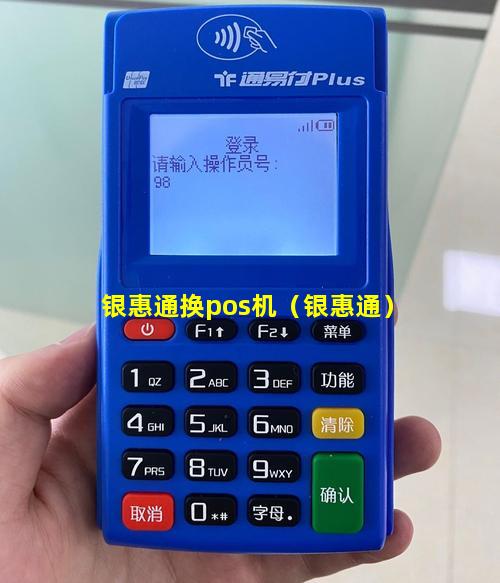 通易付Plus
登录
请输入操作员号:
98
银惠通换pos机（银惠通）
F1↑ F2↓ 菜单
1 QZ 2 ABC 3 DEF 功能
4 GHI 5 JKL 6 MNO 清除
7 PRS 8 TUV 9 WXY
确认
取消 0 *# 字母.